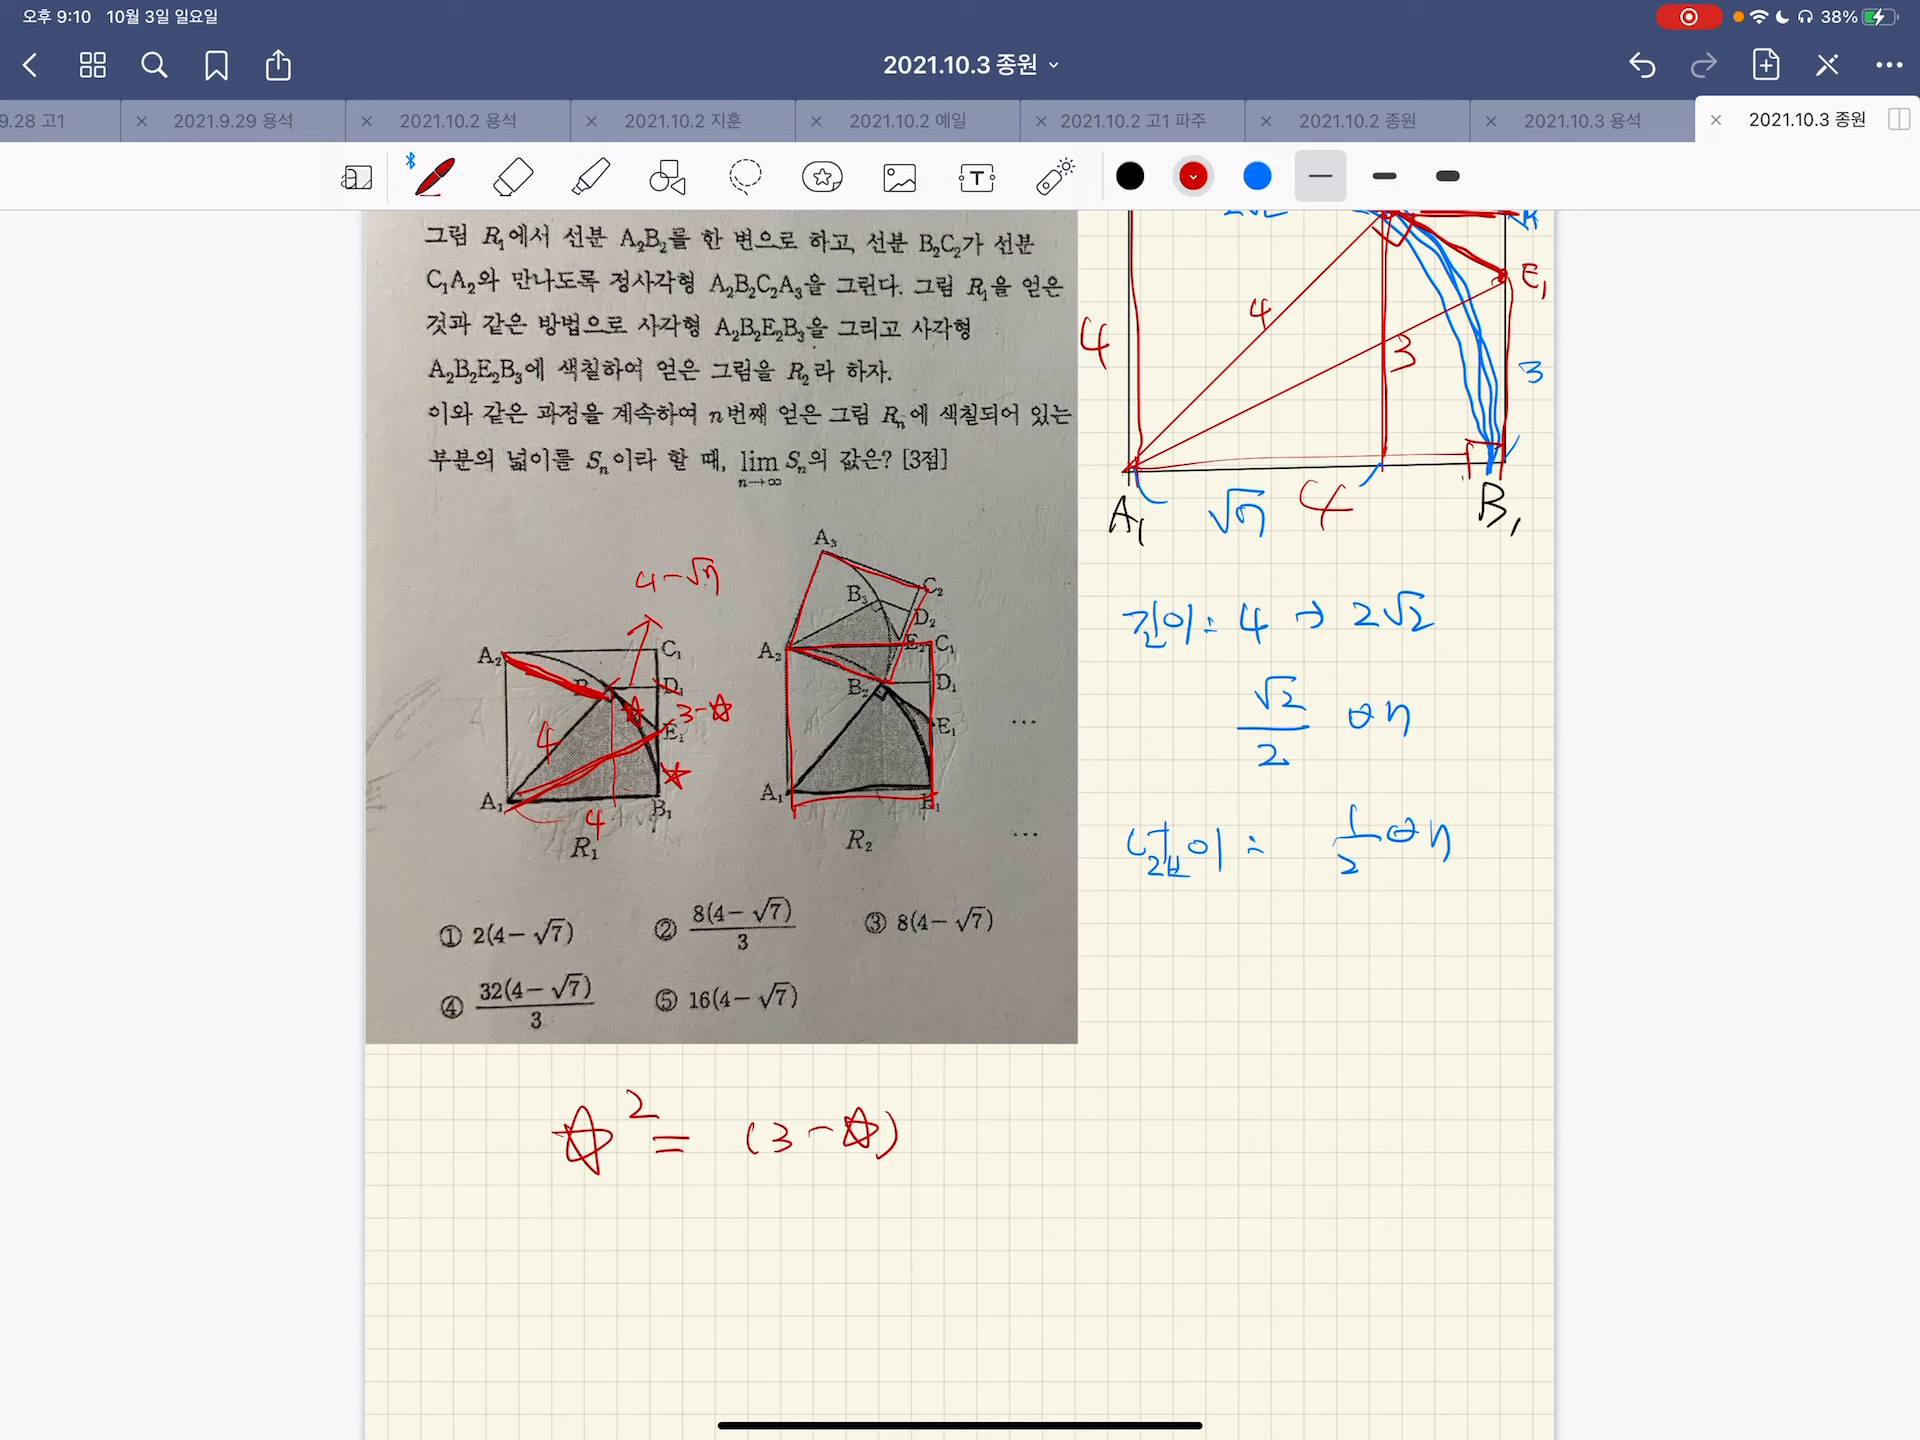 오후 9:10 10월 3일 일요일
38%
2021.10.3 종원
9.28 고1
2021.9.29 용석
2021.10.2 용석
2021.10.2 지훈
2021.10.2 예일
2021.10.2 고1 파주
2021.10.2 종원
2021.10.3 용석
2021.10.3 종원
그림 R₁에서 선분 A₂B₂를 한 변으로 하고, 선분 B₂C₂가 선분
C₁A₂와 만나도록 정사각형 A₂B₂C₂A₃을 그린다. 그림 R₁을 얻은
것과 같은 방법으로 사각형 A₂B₂E₂B₃을 그리고 사각형
A₂B₂E₂B₃에 색칠하여 얻은 그림을 R₂라 하자.
이와 같은 과정을 계속하여 n번째 얻은 그림 Rₙ에 색칠되어 있는
부분의 넓이를 Sₙ이라 할 때, lim Sₙ의 값은? [3점]
n→∞
4-√7
A₂ C₁
D₁
3-☆
4 ☆
E₁
☆
A₁ 4 B₁
R₁
A₃
B₃ C₂
D₂
A₂ E₂ C₁
B₂ D₁
E₁
A₁ B₁
R₂
...
...
① 2(4-√7) ② 8(4-√7)/3 ③ 8(4-√7)
④ 32(4-√7)/3 ⑤ 16(4-√7)
E₁
4
4 3 3
A₁ √7 4 B₁
길이: 4 → 2√2
√2/2 공비
넓이: 1/2 공비
☆² = (3-☆)